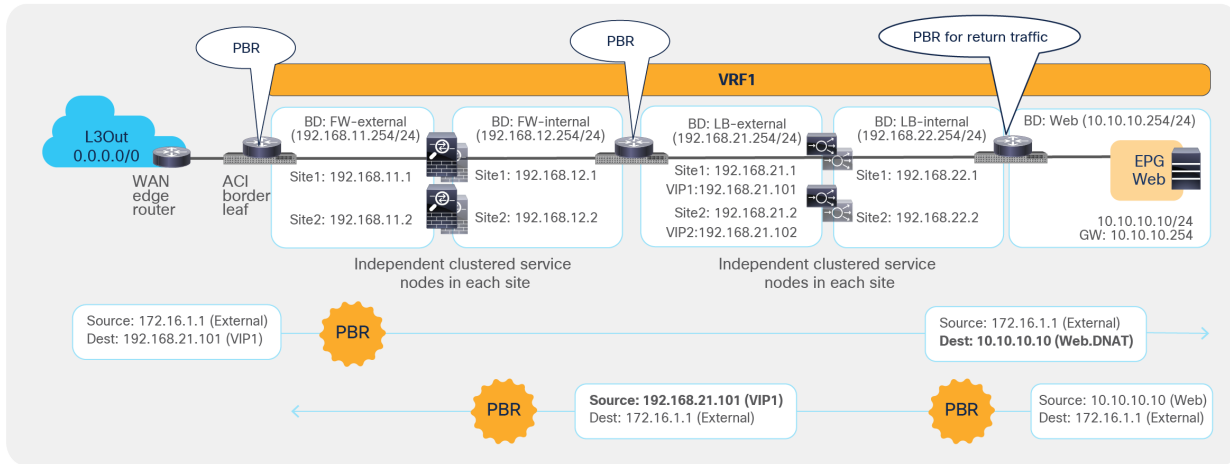 PBR
PBR
PBR for return traffic
VRF1
L3Out
0.0.0.0/0
WAN
edge
router
ACI
border
leaf
BD: FW-external
(192.168.11.254/24)
Site1: 192.168.11.1
Site2: 192.168.11.2
BD: FW-internal
(192.168.12.254/24)
Site1: 192.168.12.1
Site2: 192.168.12.2
BD: LB-external
(192.168.21.254/24)
Site1: 192.168.21.1
VIP1:192.168.21.101
Site2: 192.168.21.2
VIP2:192.168.21.102
BD: LB-internal
(192.168.22.254/24)
Site1: 192.168.22.1
Site2: 192.168.22.2
BD: Web (10.10.10.254/24)
EPG
Web
10.10.10.10/24
GW: 10.10.10.254
Independent clustered service
nodes in each site
Independent clustered service
nodes in each site
Source: 172.16.1.1 (External)
Dest: 192.168.21.101 (VIP1)
PBR
Source: 172.16.1.1 (External)
Dest: 10.10.10.10 (Web.DNAT)
PBR
Source: 192.168.21.101 (VIP1)
Dest: 172.16.1.1 (External)
PBR
Source: 10.10.10.10 (Web)
Dest: 172.16.1.1 (External)